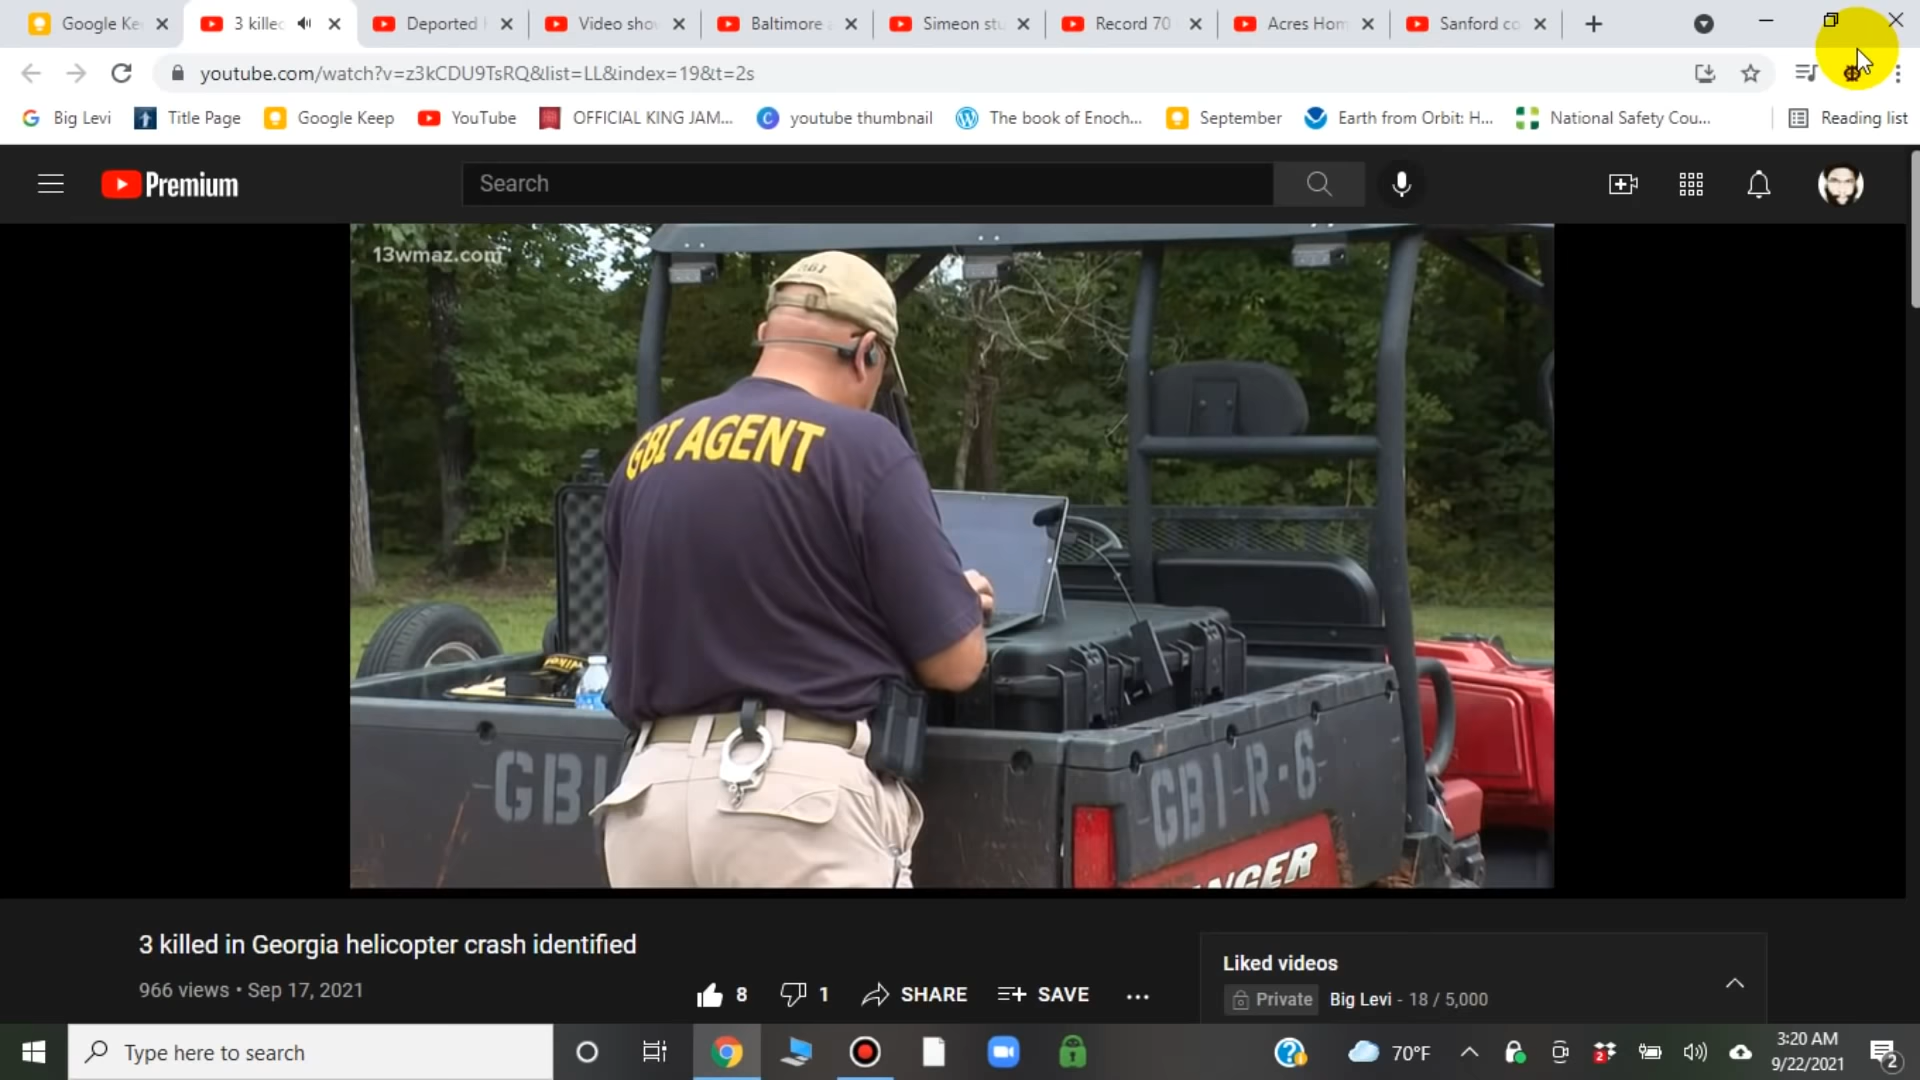 Google Ke
3 killed
Deported
Video sho
Baltimore
Simeon stu
Record 70
Acres Hom
Sanford co
youtube.com/watch?v=z3kCDU9TsRQ&list=LL&index=19&t=2s
Big Levi
Title Page
Google Keep
YouTube
OFFICIAL KING JAM...
youtube thumbnail
The book of Enoch...
September
Earth from Orbit: H...
National Safety Cou...
Reading list
Premium
Search
13wmaz.com
GBI
GBI AGENT
GBI
GBI-R-6
NGER
3 killed in Georgia helicopter crash identified
966 views • Sep 17, 2021
8
1
SHARE
SAVE
Liked videos
Private
Big Levi - 18 / 5,000
Type here to search
70°F
3:20 AM
9/22/2021
2
2